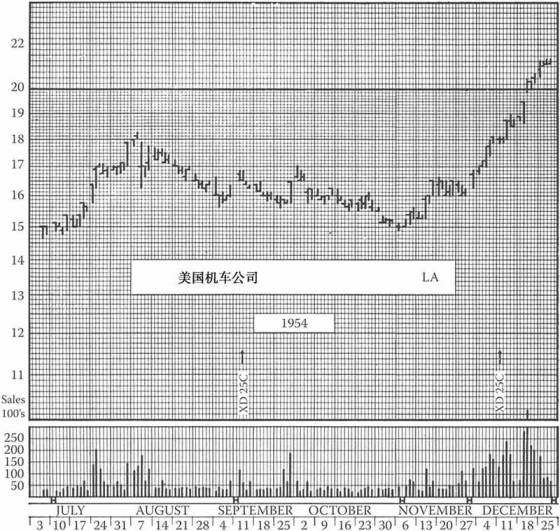 22
20
19
18
17
16
15
14
美国机车公司 LA
13
1954
12
11
XD 25C XD 25C
Sales
100's
250
200
150
100
50
JULY AUGUST SEPTEMBER OCTOBER NOVEMBER DECEMBER
3 10 17 24 31 7 14 21 28 4 11 18 25 2 9 16 23 30 6 13 20 27 4 11 18 25